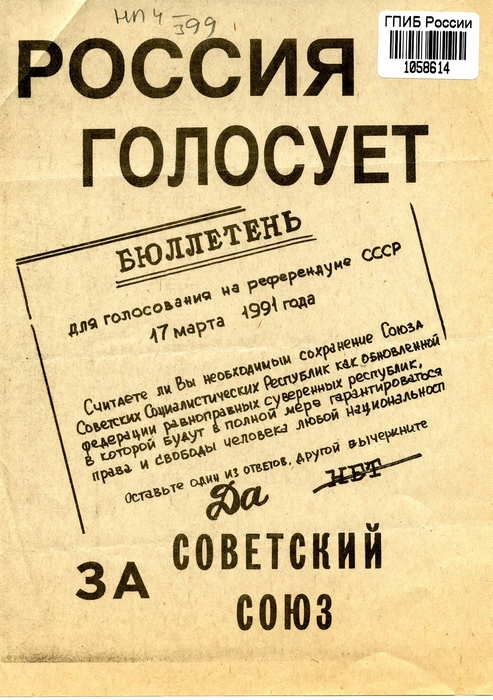 НП 4
399
ГПИБ России
1058614
РОССИЯ
ГОЛОСУЕТ
БЮЛЛЕТЕНЬ
для голосования на референдуме СССР
17 марта 1991 года
Считаете ли Вы необходимым сохранение Союза
Советских Социалистических Республик как обновленной
федерации равноправных суверенных республик,
в которой будут в полной мере гарантироваться
права и свободы человека любой национальност
Оставьте один из ответов, другой вычеркните
Да НЕТ
ЗА СОВЕТСКИЙ
СОЮЗ